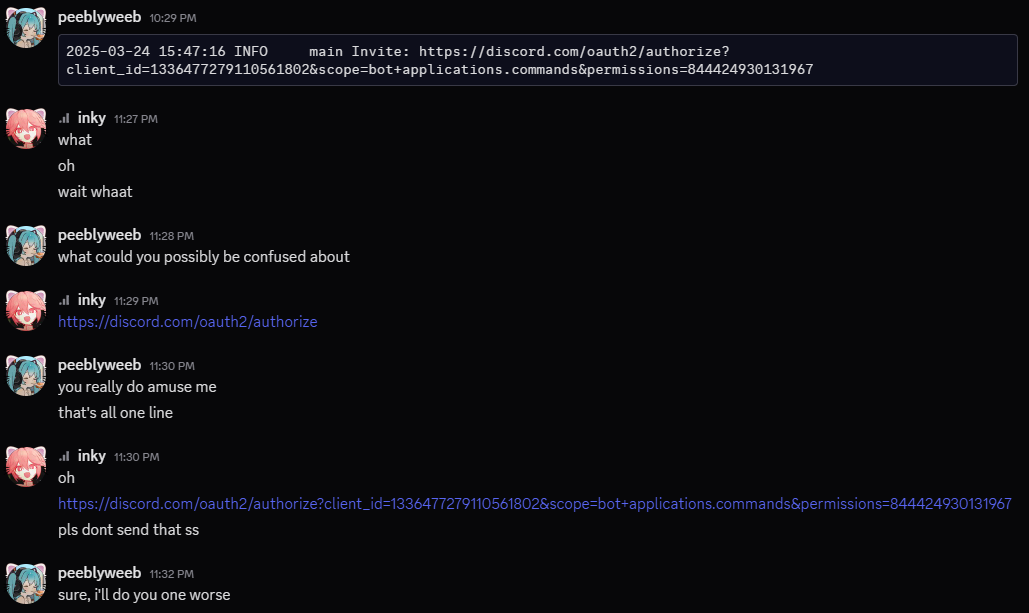 peeblyweeb 10:29 PM
2025-03-24 15:47:16 INFO     main Invite: https://discord.com/oauth2/authorize?
client_id=1336477279110561802&scope=bot+applications.commands&permissions=844424930131967
inky 11:27 PM
what
oh
wait whaat
peeblyweeb 11:28 PM
what could you possibly be confused about
inky 11:29 PM
https://discord.com/oauth2/authorize
peeblyweeb 11:30 PM
you really do amuse me
that's all one line
inky 11:30 PM
oh
https://discord.com/oauth2/authorize?client_id=1336477279110561802&scope=bot+applications.commands&permissions=844424930131967
pls dont send that ss
peeblyweeb 11:32 PM
sure, i'll do you one worse